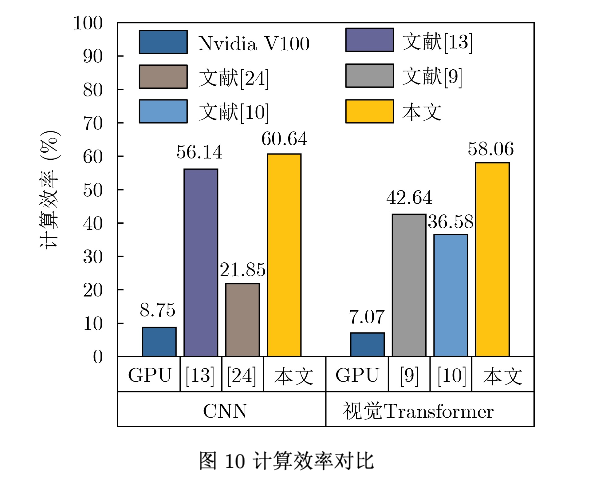 100
90
80
70
60
50
40
30
20
10
0
计算效率 (%)
Nvidia V100 文献[13]
文献[24] 文献[9]
文献[10] 本文
8.75 56.14 21.85 60.64 7.07 42.64 36.58 58.06
GPU [13] [24] 本文 GPU [9] [10] 本文
CNN 视觉Transformer
图 10 计算效率对比